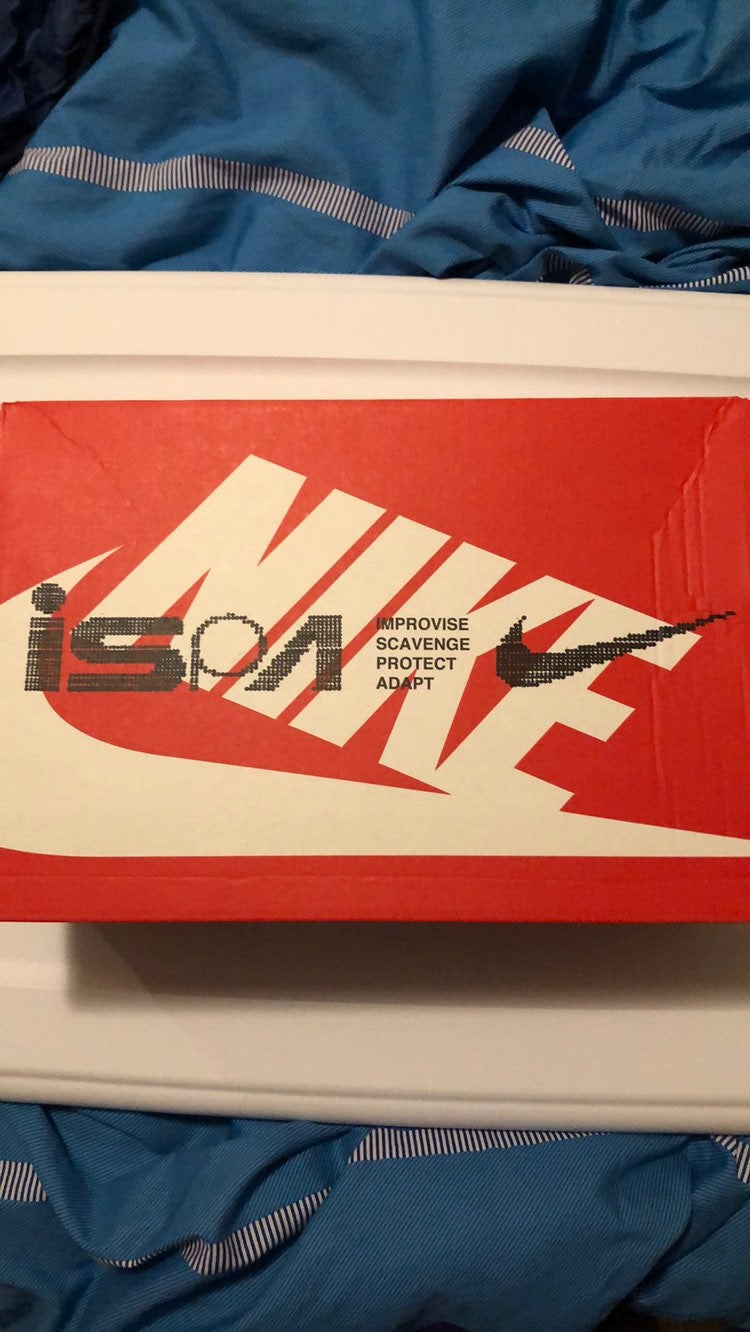 NIKE
iSPA
IMPROVISE
SCAVENGE
PROTECT
ADAPT